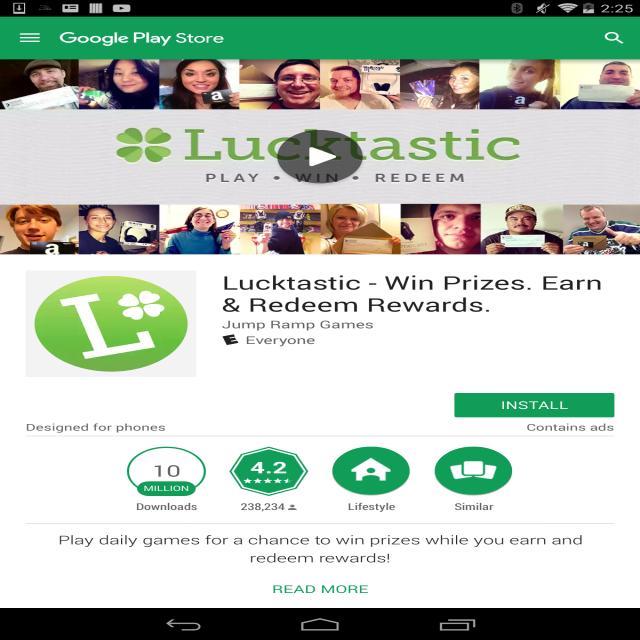 2:25
Google Play Store
Lucktastic
PLAY • WIN • REDEEM
Lucktastic - Win Prizes. Earn
& Redeem Rewards.
Jump Ramp Games
E Everyone
INSTALL
Designed for phones
Contains ads
10
MILLION
Downloads
4.2
238,234
Lifestyle
Similar
Play daily games for a chance to win prizes while you earn and
redeem rewards!
READ MORE